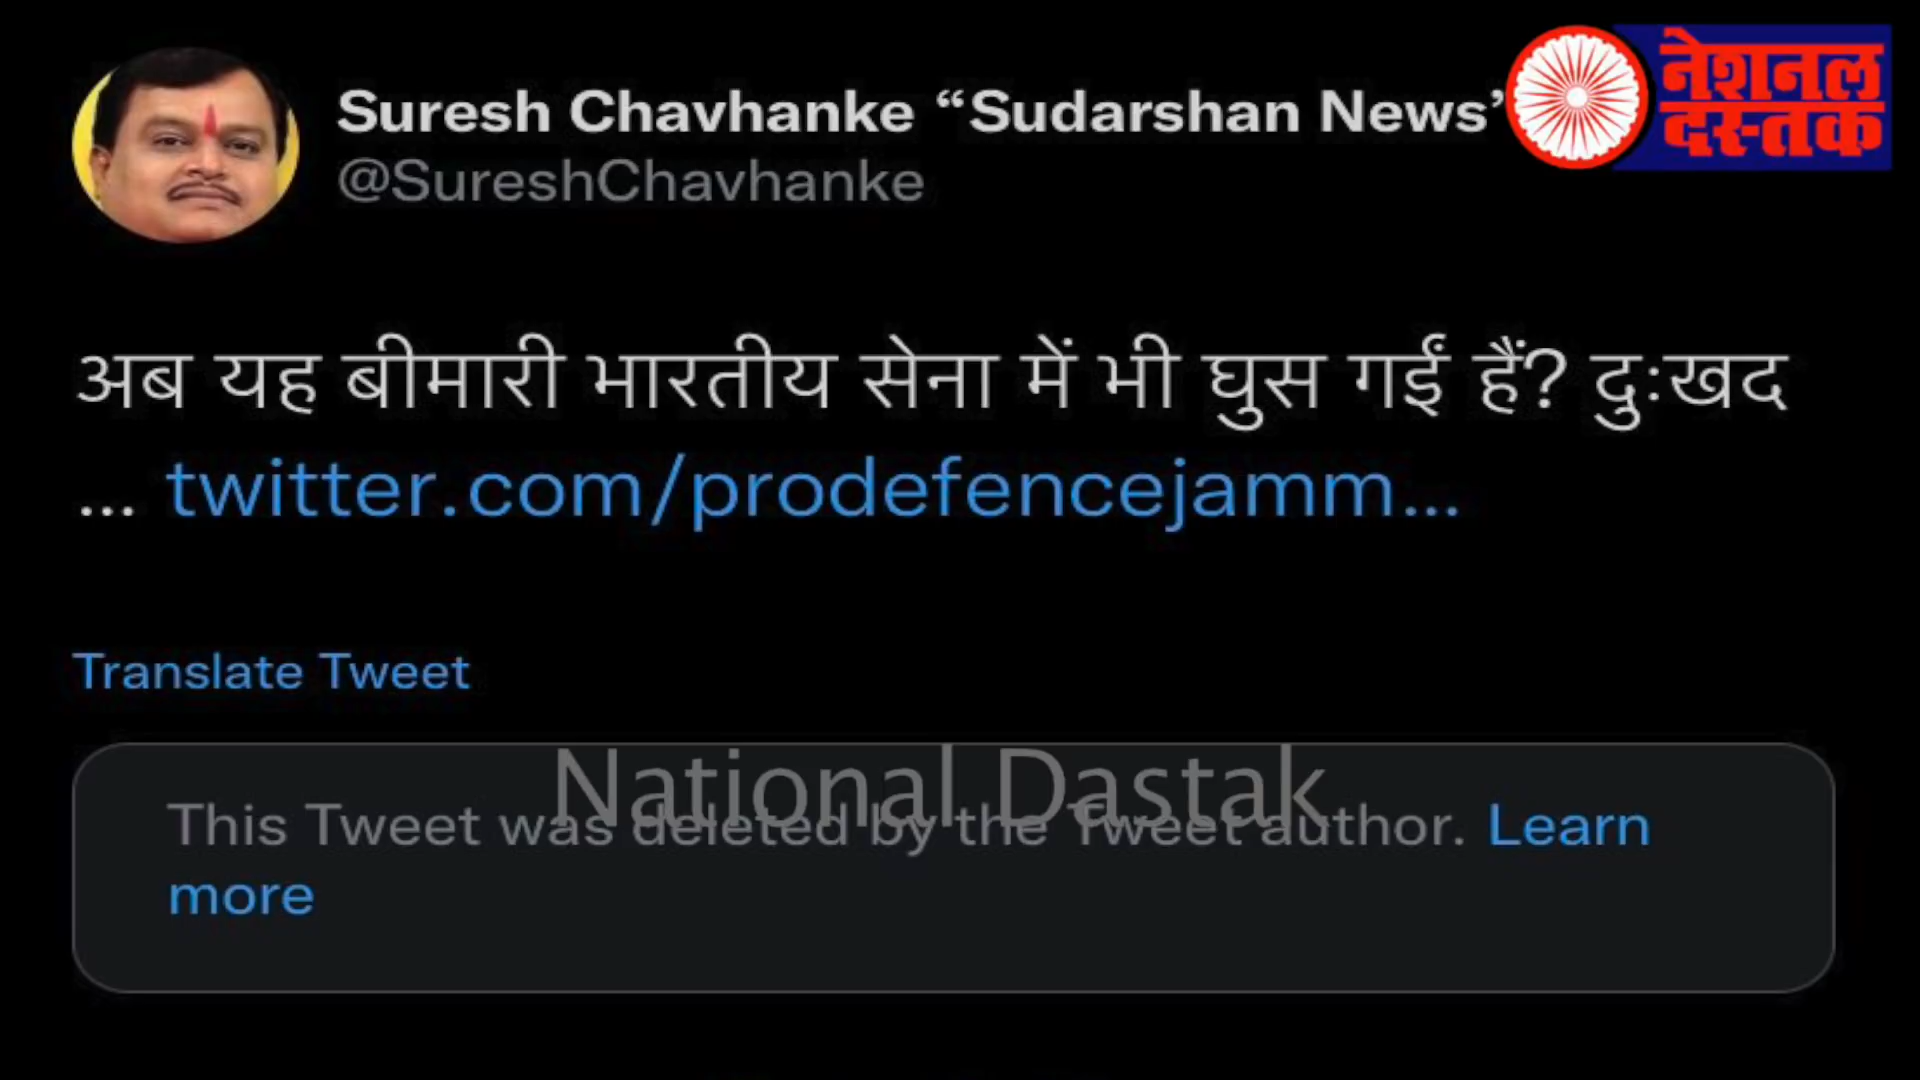 Suresh Chavhanke “Sudarshan News”
@SureshChavhanke
नेशनल
दस्तक
अब यह बीमारी भारतीय सेना में भी घुस गईं हैं? दुःखद
... twitter.com/prodefencejamm...
Translate Tweet
National Dastak
This Tweet was deleted by the Tweet author. Learn
more